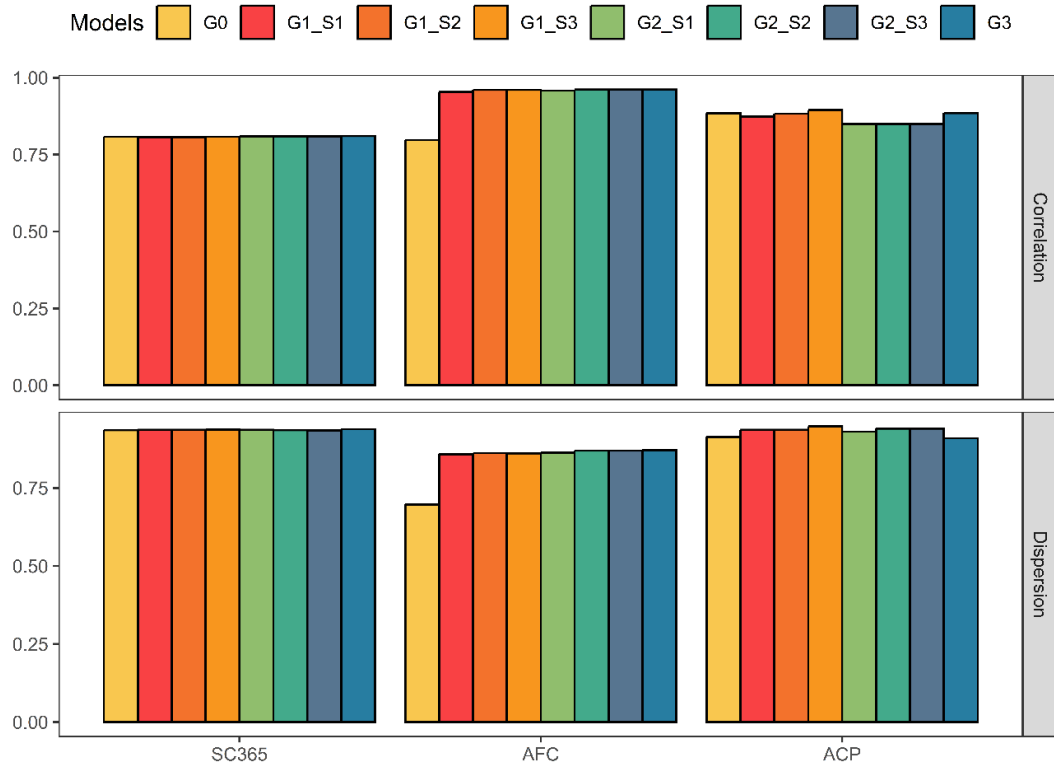 Models G0 G1_S1 G1_S2 G1_S3 G2_S1 G2_S2 G2_S3 G3
1.00
0.75
0.50
0.25
0.00
Correlation
0.75
0.50
0.25
0.00
Dispersion
SC365 AFC ACP